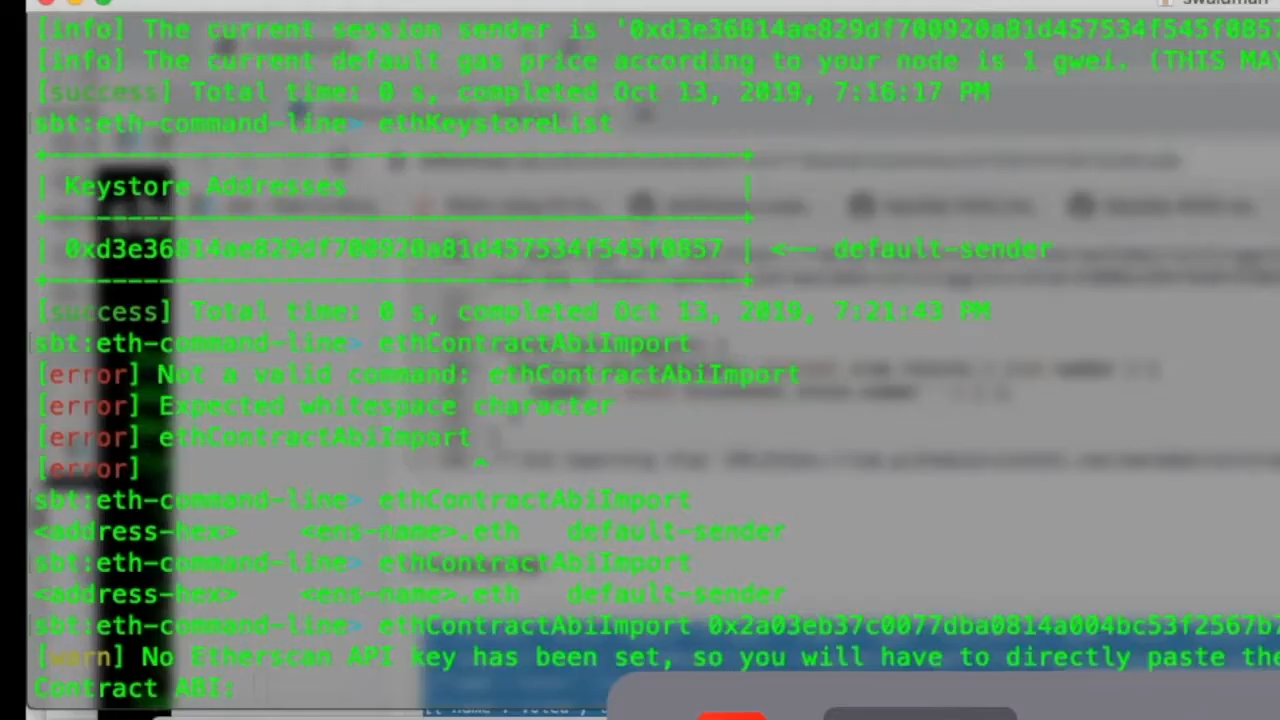 swaldman
[info] The current session sender is '0xd3e36814ae829df700920a81d457534f545f0857
[info] The current default gas price according to your node is 1 gwei. (THIS MAY
[success] Total time: 0 s, completed Oct 13, 2019, 7:16:17 PM
sbt:eth-command-line> ethKeystoreList
| Keystore Addresses |
| 0xd3e36814ae829df700920a81d457534f545f0857 | <-- default-sender
[success] Total time: 0 s, completed Oct 13, 2019, 7:21:43 PM
sbt:eth-command-line> ethContractAbiImport
[error] Not a valid command: ethContractAbiImport
[error] Expected whitespace character
[error] ethContractAbiImport
[error] ^
sbt:eth-command-line> ethContractAbiImport
<address-hex> <ens-name>.eth default-sender
sbt:eth-command-line> ethContractAbiImport
<address-hex> <ens-name>.eth default-sender
sbt:eth-command-line> ethContractAbiImport 0x2a03eb37c0077dba0814a004bc53f2567b7
[warn] No Etherscan API key has been set, so you will have to directly paste the
Contract ABI: